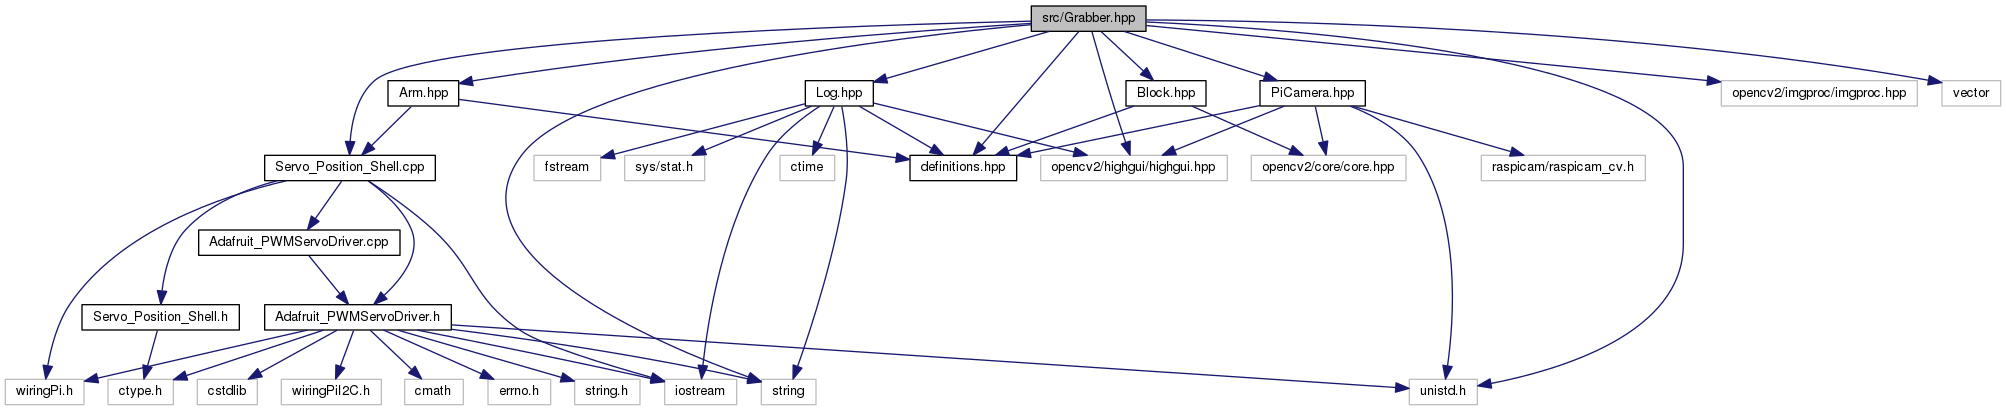 src/Grabber.hpp
Arm.hpp
Log.hpp
Block.hpp
PiCamera.hpp
opencv2/imgproc/imgproc.hpp
vector
Servo_Position_Shell.cpp
fstream
sys/stat.h
ctime
definitions.hpp
opencv2/highgui/highgui.hpp
opencv2/core/core.hpp
raspicam/raspicam_cv.h
Adafruit_PWMServoDriver.cpp
Servo_Position_Shell.h
Adafruit_PWMServoDriver.h
wiringPi.h
ctype.h
cstdlib
wiringPiI2C.h
cmath
errno.h
string.h
iostream
string
unistd.h